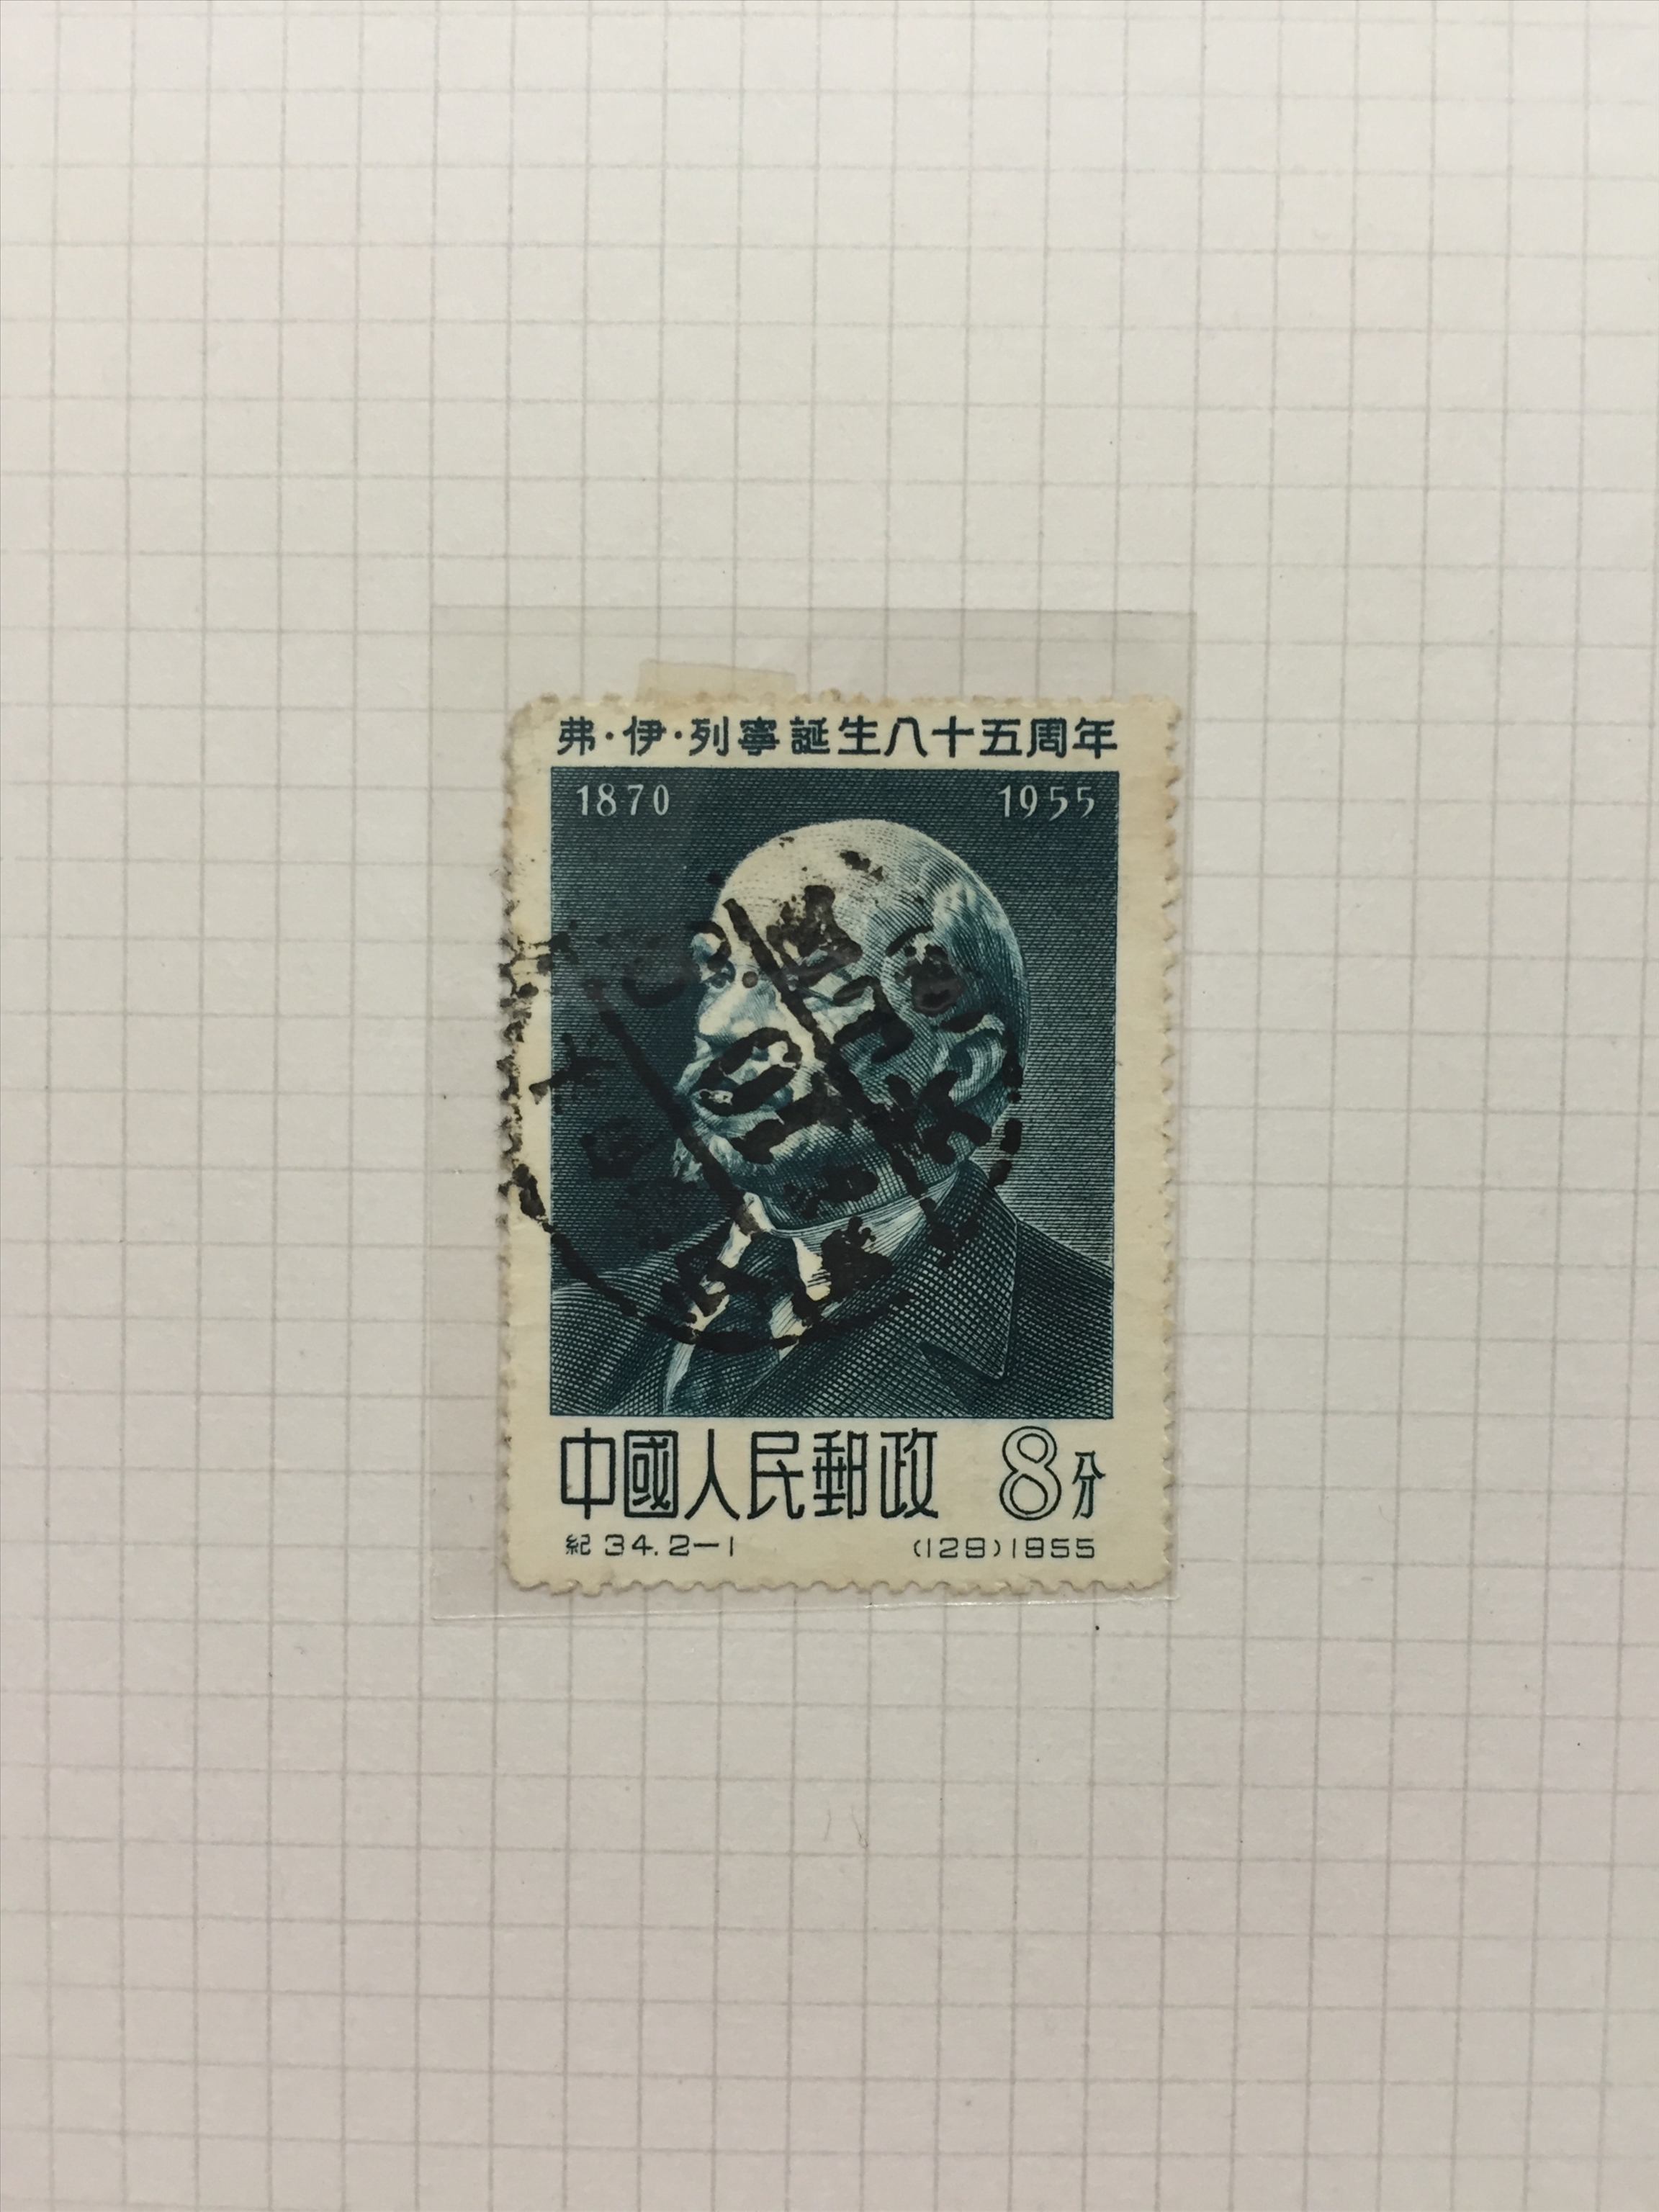 弗·伊·列寧誕生八十五周年
1870 1955
中國人民郵政 8分
紀34.2-1 (129)1955